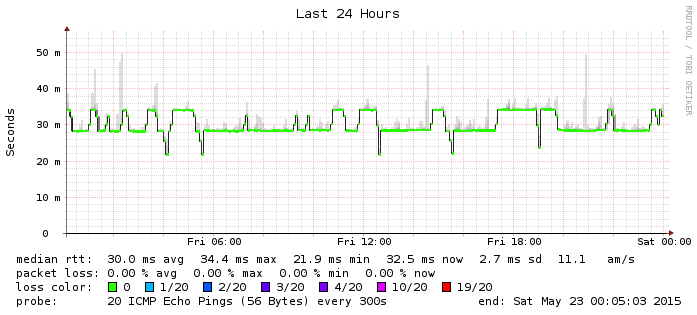 Last 24 Hours
RRDTOOL / TOBI OETIKER
Seconds
50 m
40 m
30 m
20 m
10 m
0
Fri 06:00 Fri 12:00 Fri 18:00 Sat 00:00
median rtt: 30.0 ms avg 34.4 ms max 21.9 ms min 32.5 ms now 2.7 ms sd 11.1 am/s
packet loss: 0.00 % avg 0.00 % max 0.00 % min 0.00 % now
loss color: 0 1/20 2/20 3/20 4/20 10/20 19/20
probe: 20 ICMP Echo Pings (56 Bytes) every 300s end: Sat May 23 00:05:03 2015